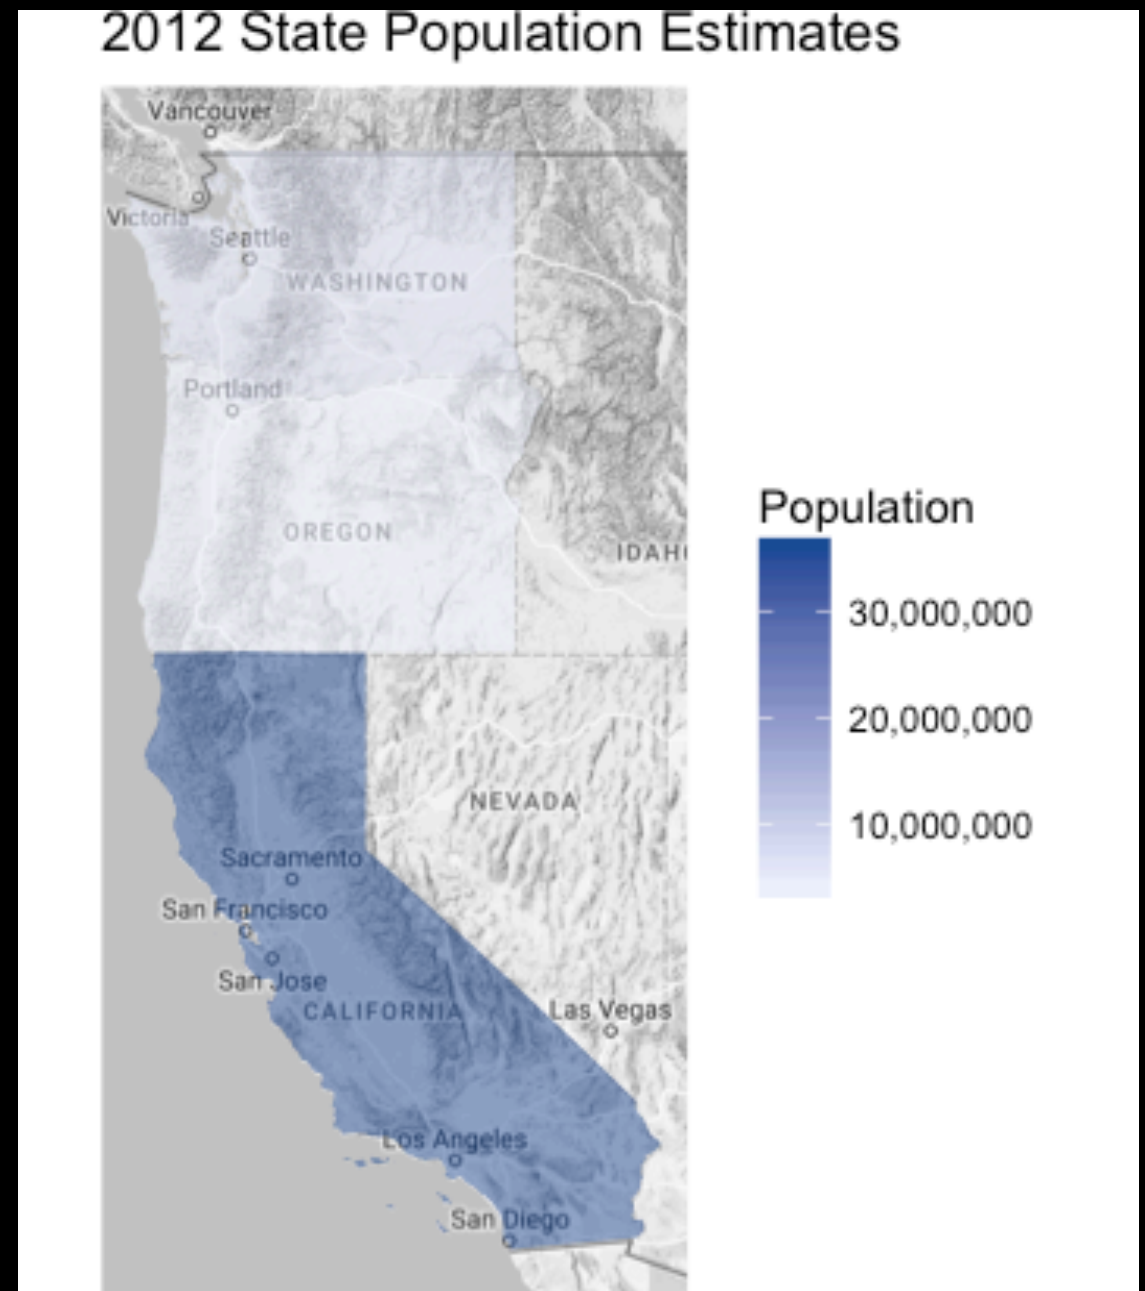 2012 State Population Estimates
Vancouver
Victoria
Seattle
WASHINGTON
Portland
OREGON
IDAHO
NEVADA
Sacramento
San Francisco
San Jose
CALIFORNIA
Las Vegas
Los Angeles
San Diego
Population
30,000,000
20,000,000
10,000,000